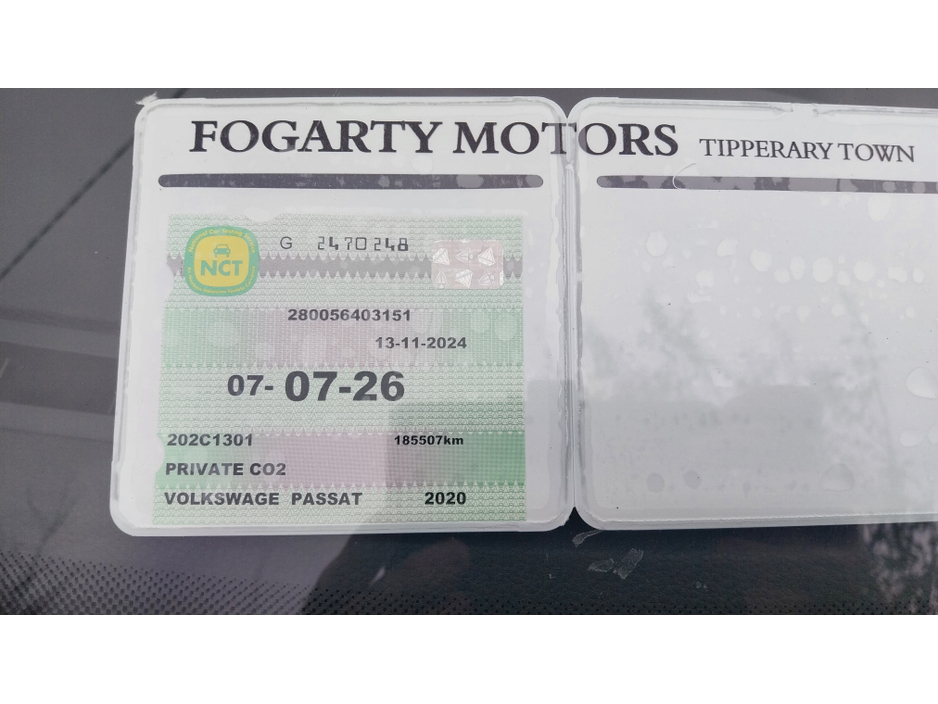 FOGARTY MOTORS TIPPERARY TOWN
G 2470248
NCT
280056403151
13-11-2024
07-07-26
202C1301 185507km
PRIVATE CO2
VOLKSWAGE PASSAT 2020